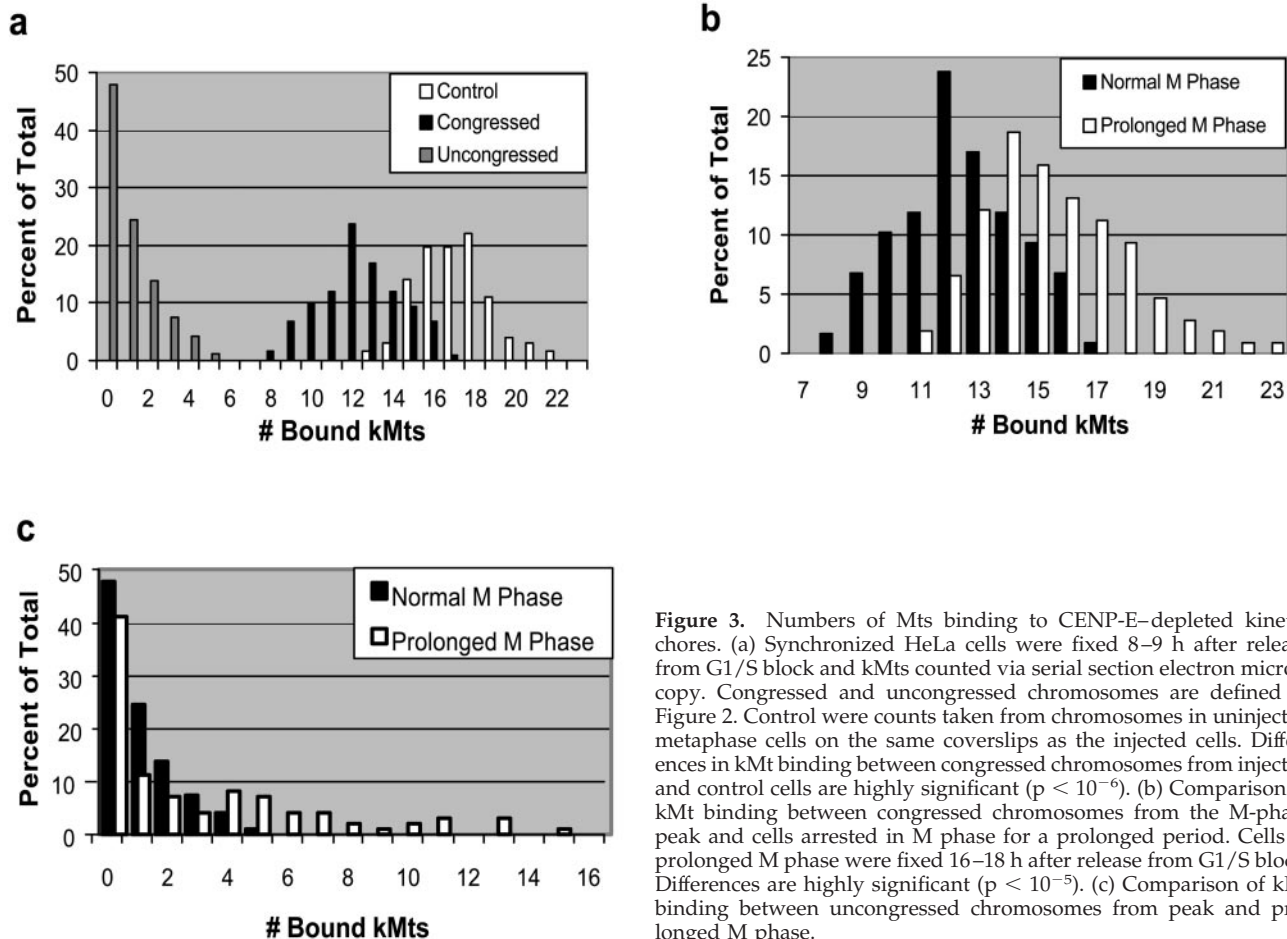 a
50
40
30
20
10
0
Percent of Total
Control
Congressed
Uncongressed
0 2 4 6 8 10 12 14 16 18 20 22
# Bound kMts
b
25
20
15
10
5
0
Percent of Total
Normal M Phase
Prolonged M Phase
7 9 11 13 15 17 19 21 23
# Bound kMts
c
50
40
30
20
10
0
Percent of Total
Normal M Phase
Prolonged M Phase
0 2 4 6 8 10 12 14 16
# Bound kMts
Figure 3. Numbers of Mts binding to CENP-E–depleted kinet
chores. (a) Synchronized HeLa cells were fixed 8–9 h after relea
from G1/S block and kMts counted via serial section electron micro
copy. Congressed and uncongressed chromosomes are defined
Figure 2. Control were counts taken from chromosomes in uninject
metaphase cells on the same coverslips as the injected cells. Diffe
ences in kMt binding between congressed chromosomes from inject
and control cells are highly significant (p < 10⁻⁶). (b) Comparison
kMt binding between congressed chromosomes from the M-pha
peak and cells arrested in M phase for a prolonged period. Cells
prolonged M phase were fixed 16–18 h after release from G1/S bloc
Differences are highly significant (p < 10⁻⁵). (c) Comparison of kM
binding between uncongressed chromosomes from peak and pr
longed M phase.